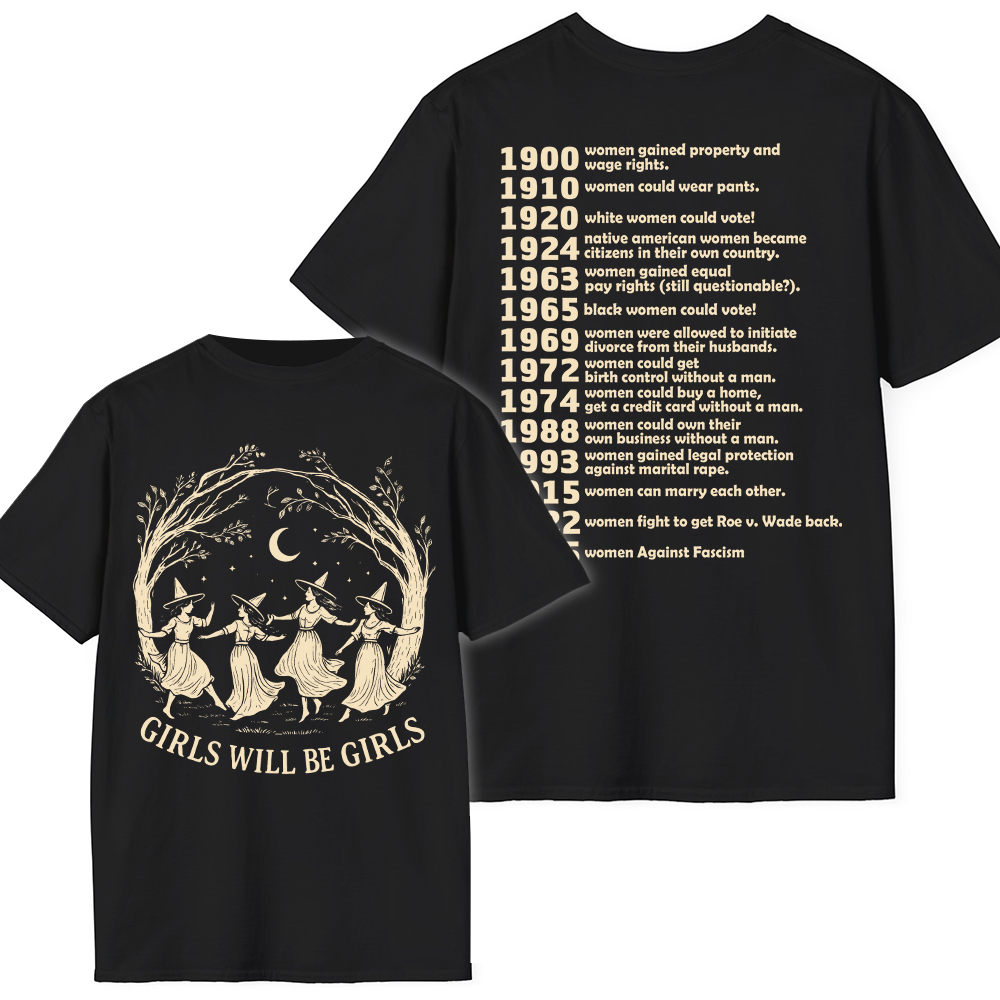 GIRLS WILL BE GIRLS
1900 women gained property and
wage rights.
1910 women could wear pants.
1920 white women could vote!
1924 native american women became
citizens in their own country.
1963 women gained equal
pay rights (still questionable?).
1965 black women could vote!
1969 women were allowed to initiate
divorce from their husbands.
1972 women could get
birth control without a man.
1974 women could buy a home,
get a credit card without a man.
1988 women could own their
own business without a man.
993 women gained legal protection
against marital rape.
15 women can marry each other.
22 women fight to get Roe v. Wade back.
women Against Fascism